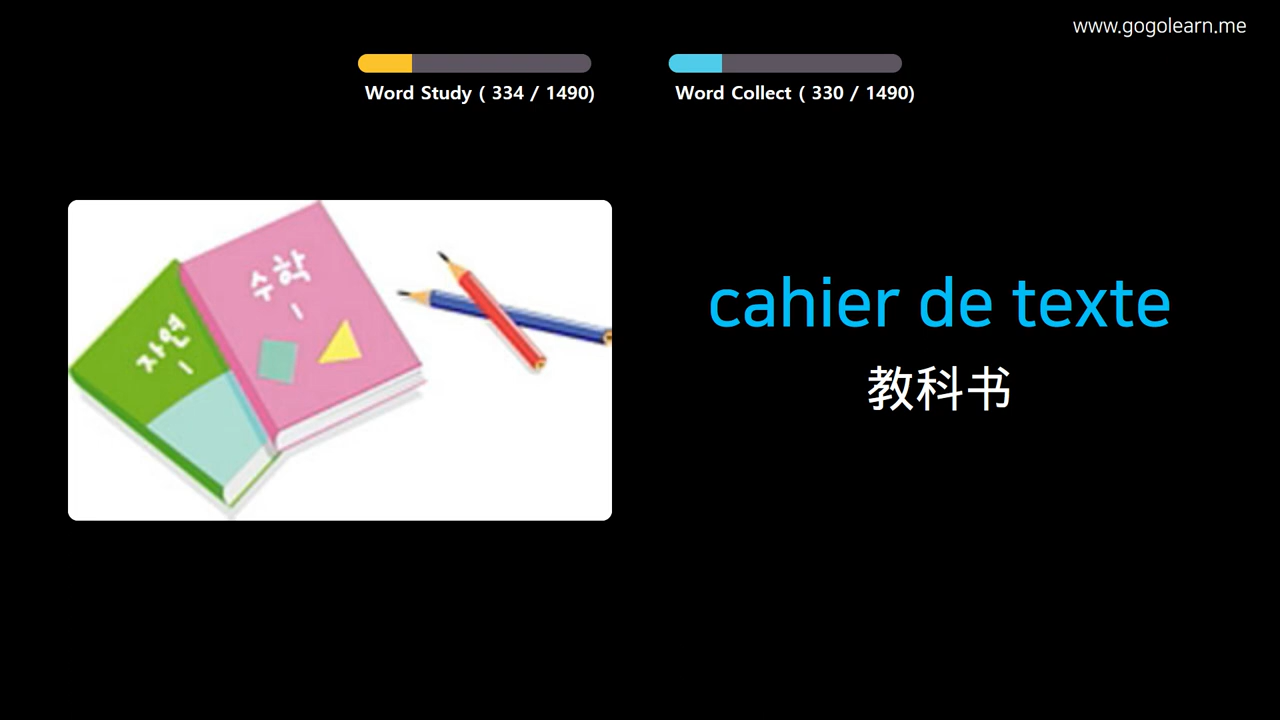 www.gogolearn.me
Word Study ( 334 / 1490)
Word Collect ( 330 / 1490)
수학
1
자연
1
cahier de texte
教科书